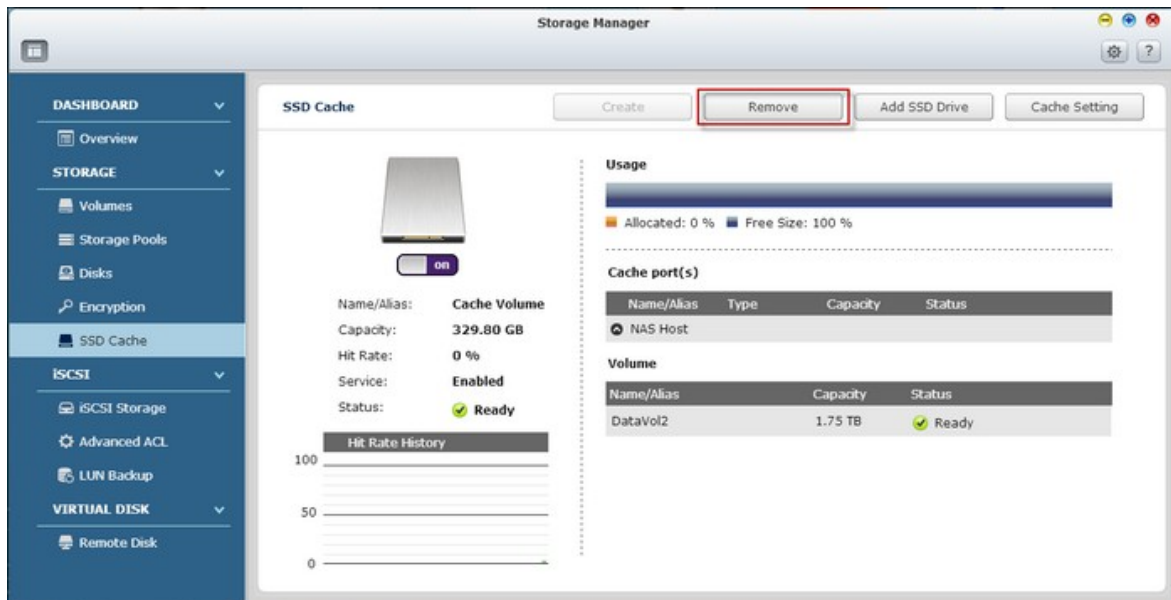 Storage Manager
?
DASHBOARD
Overview
STORAGE
Volumes
Storage Pools
Disks
Encryption
SSD Cache
iSCSI
iSCSI Storage
Advanced ACL
LUN Backup
VIRTUAL DISK
Remote Disk
SSD Cache Create Remove Add SSD Drive Cache Setting
on
Name/Alias: Cache Volume
Capacity: 329.80 GB
Hit Rate: 0 %
Service: Enabled
Status: Ready
Hit Rate History
100
50
0
Usage
Allocated: 0 % Free Size: 100 %
Cache port(s)
Name/Alias Type Capacity Status
NAS Host
Volume
Name/Alias Capacity Status
DataVol2 1.75 TB Ready